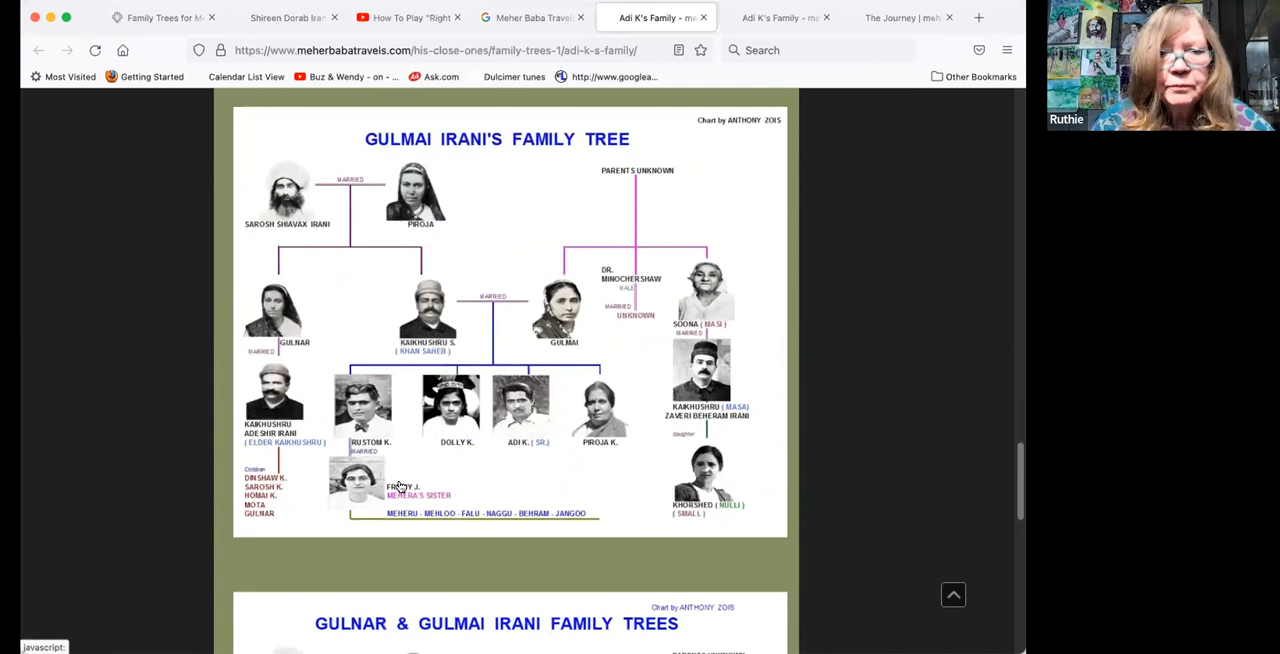 Family Trees for Me
Shireen Dorab Iran
How To Play "Right
Meher Baba Travel
Adi K's Family - me
Adi K's Family - me
The Journey | meh
https://www.meherbabatravels.com/his-close-ones/family-trees-1/adi-k-s-family/
Search
Most Visited
Getting Started
Calendar List View
Buz & Wendy - on - ...
Ask.com
Dulcimer tunes
http://www.googlea...
Other Bookmarks
Ruthie
Chart by ANTHONY ZOIS
GULMAI IRANI'S FAMILY TREE
MARRIED
PARENTS UNKNOWN
SAROSH SHIAVAX IRANI
PIROJA
DR.
MINOCHERSHAW
MALE
MARRIED
UNKNOWN
MARRIED
SOONA ( MASI )
MARRIED
GULNAR
MARRIED
KAIKHUSHRU S.
( KHAN SAHEB )
GULMAI
KAIKHUSHRU ( MASA)
ZAVERI BEHERAM IRANI
Daughter
KAIKHUSHRU
ADESHIR IRANI
( ELDER KAIKHUSHRU )
RUSTOM K.
MARRIED
DOLLY K.
ADI K. ( SR.)
PIROJA K.
Children
DINSHAW K.
SAROSH K.
HOMAI K.
MOTA
GULNAR
J.
MEHERA'S SISTER
MEHERU - MEHLOO - FALU - NAGGU - BEHRAM - JANGOO
KHORSHED ( NULLI )
( SMALL )
Chart by ANTHONY ZOIS
GULNAR & GULMAI IRANI FAMILY TREES
javascript: